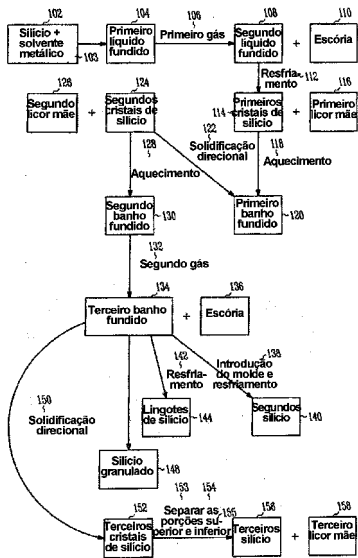 102
104
106
108
110
Silício +
solvente
metálico
103
Primeiro
líquido
fundido
Primeiro gás
Segundo
líquido
fundido
+
Escória
Resfria-
mento
112
126
124
114
116
Segundo
licor mãe
+
Segundos
cristais de
silício
122
Solidificação
direcional
Primeiros
cristais de
silício
+
Primeiro
licor mãe
128
Aquecimento
118
Aquecimento
Segundo
banho
fundido
130
Primeiro
banho
fundido
120
132
Segundo gás
134
136
Terceiro banho
fundido
+
Escória
142
Resfria-
mento
138
Introdução
do molde e
resfriamento
150
Solidificação
direcional
Lingotes
de silício
144
Segundos
silício
140
Silício
granulado
148
152
153
154
155
156
158
Terceiros
cristais
de silício
Separar as
porções su-
perior e inferior
Terceiros
silício
+
Terceiro
licor mãe